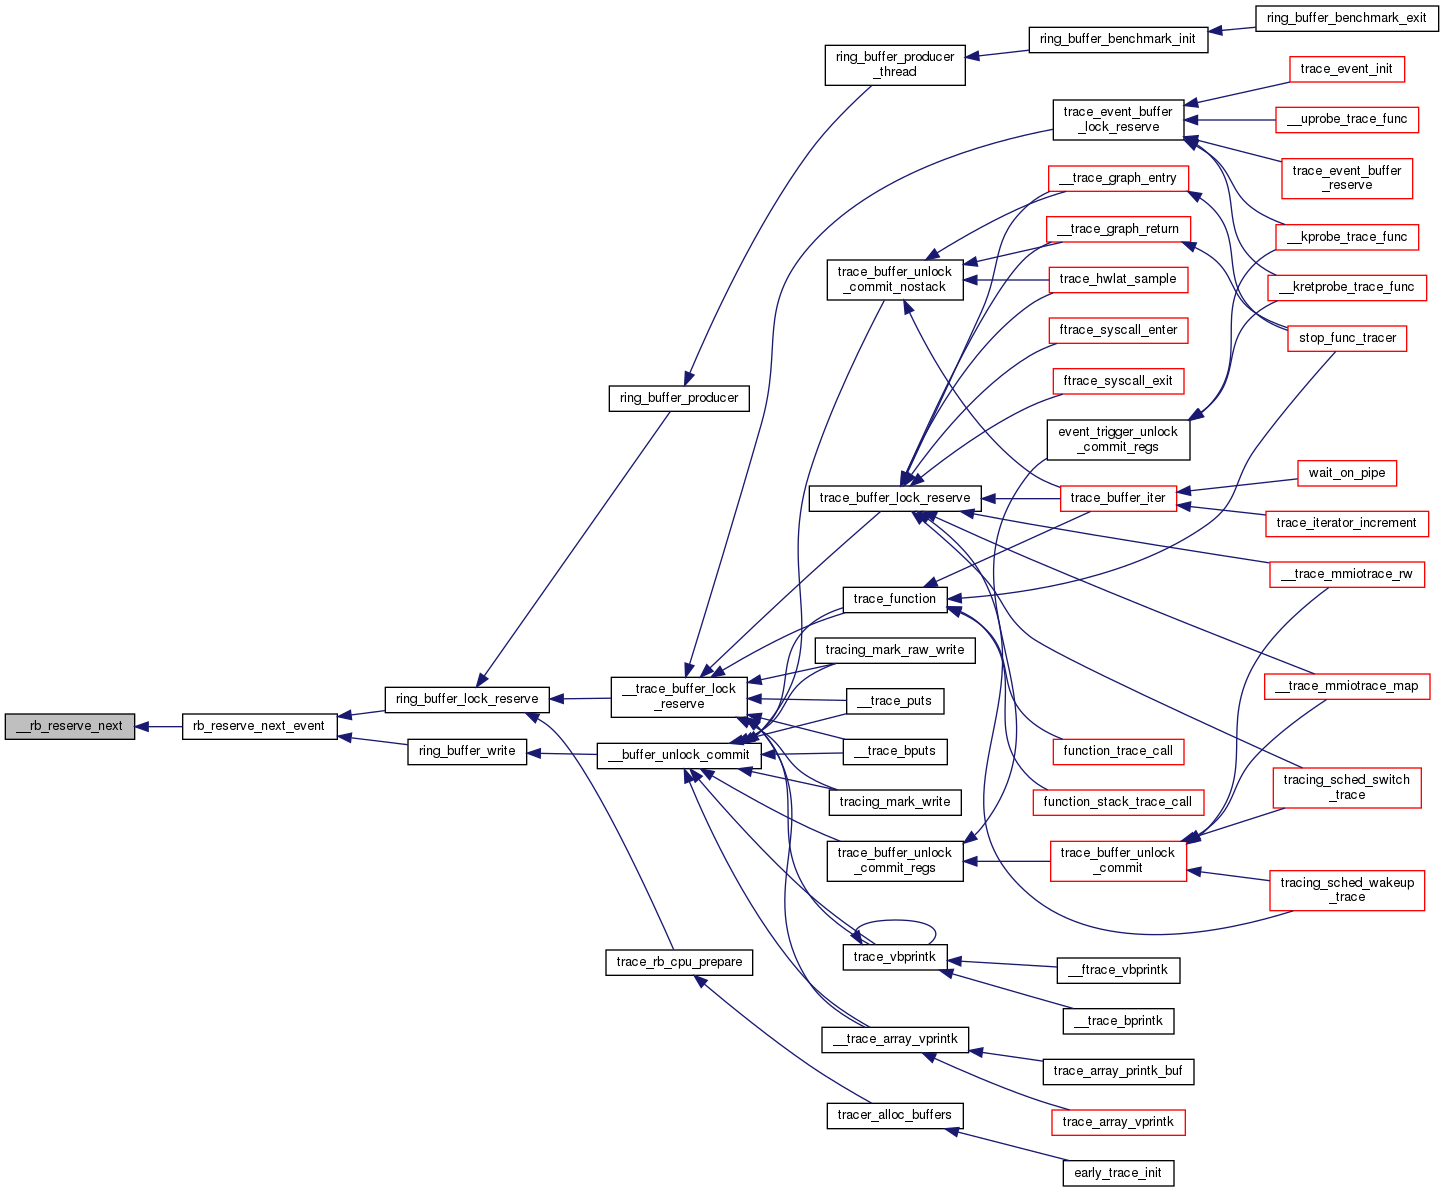 ring_buffer_benchmark_exit
ring_buffer_benchmark_init
ring_buffer_producer
_thread
trace_event_init
trace_event_buffer
_lock_reserve
__uprobe_trace_func
trace_event_buffer
_reserve
__trace_graph_entry
__trace_graph_return
__kprobe_trace_func
trace_buffer_unlock
_commit_nostack
trace_hwlat_sample
__kretprobe_trace_func
ftrace_syscall_enter
stop_func_tracer
ftrace_syscall_exit
ring_buffer_producer
event_trigger_unlock
_commit_regs
wait_on_pipe
trace_buffer_lock_reserve
trace_buffer_iter
trace_iterator_increment
__trace_mmiotrace_rw
trace_function
tracing_mark_raw_write
__trace_mmiotrace_map
__trace_buffer_lock
_reserve
ring_buffer_lock_reserve
__trace_puts
__rb_reserve_next
rb_reserve_next_event
ring_buffer_write
__buffer_unlock_commit
__trace_bputs
function_trace_call
tracing_sched_switch
_trace
tracing_mark_write
function_stack_trace_call
trace_buffer_unlock
_commit_regs
trace_buffer_unlock
_commit
tracing_sched_wakeup
_trace
trace_rb_cpu_prepare
trace_vbprintk
__ftrace_vbprintk
__trace_bprintk
__trace_array_vprintk
trace_array_printk_buf
tracer_alloc_buffers
trace_array_vprintk
early_trace_init